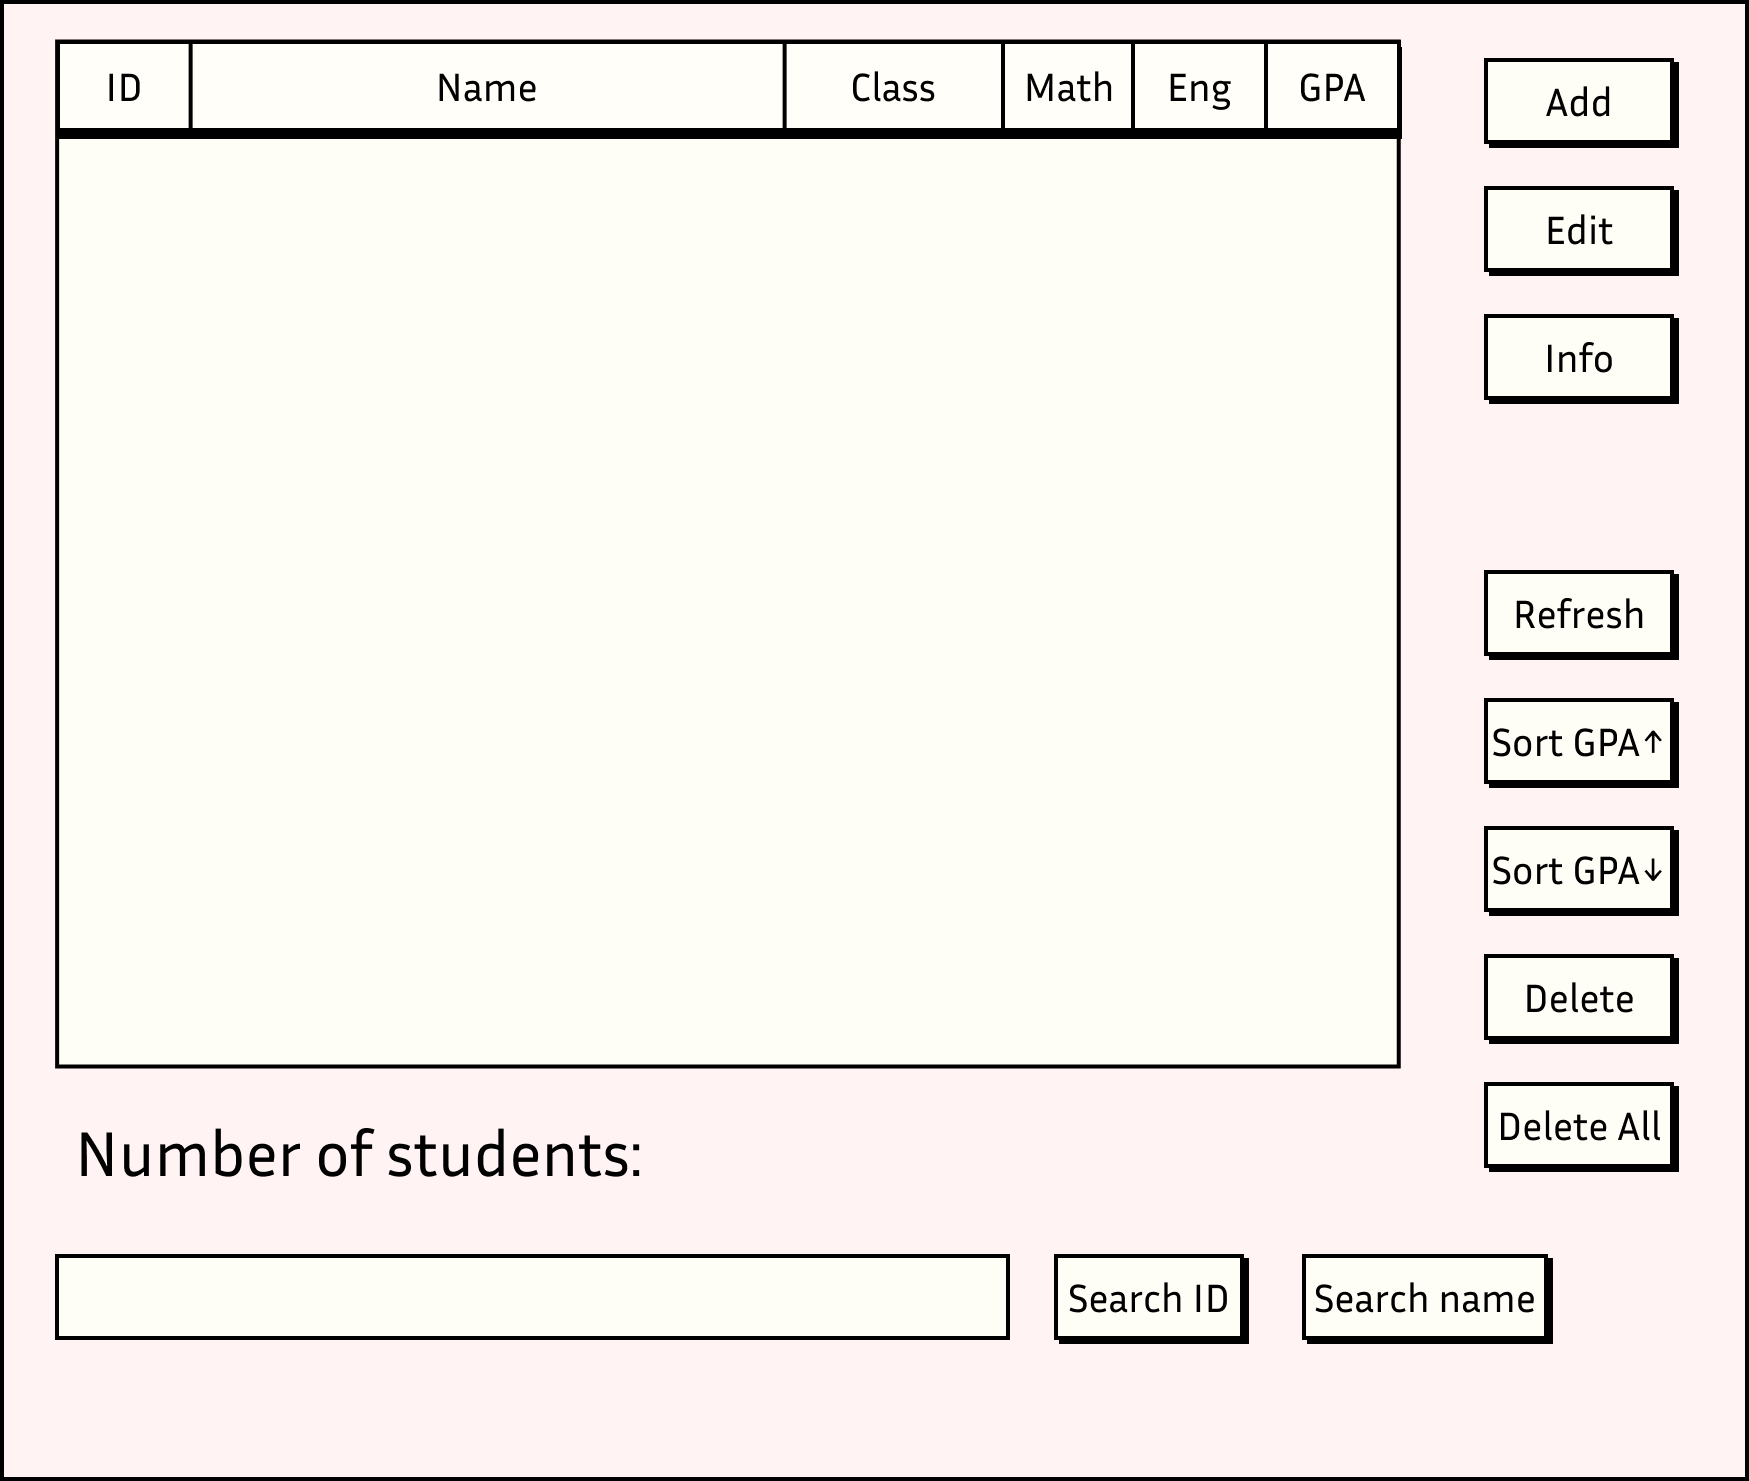 ID Name Class Math Eng GPA
Add
Edit
Info
Refresh
Sort GPA↑
Sort GPA↓
Delete
Delete All
Number of students:
Search ID
Search name